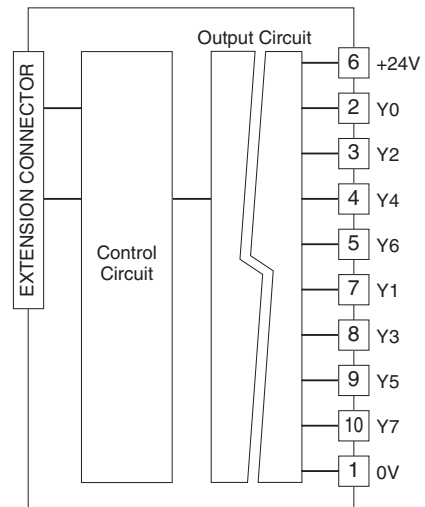 Output Circuit
EXTENSION CONNECTOR
Control
Circuit
6 +24V
2 Y0
3 Y2
4 Y4
5 Y6
7 Y1
8 Y3
9 Y5
10 Y7
1 0V